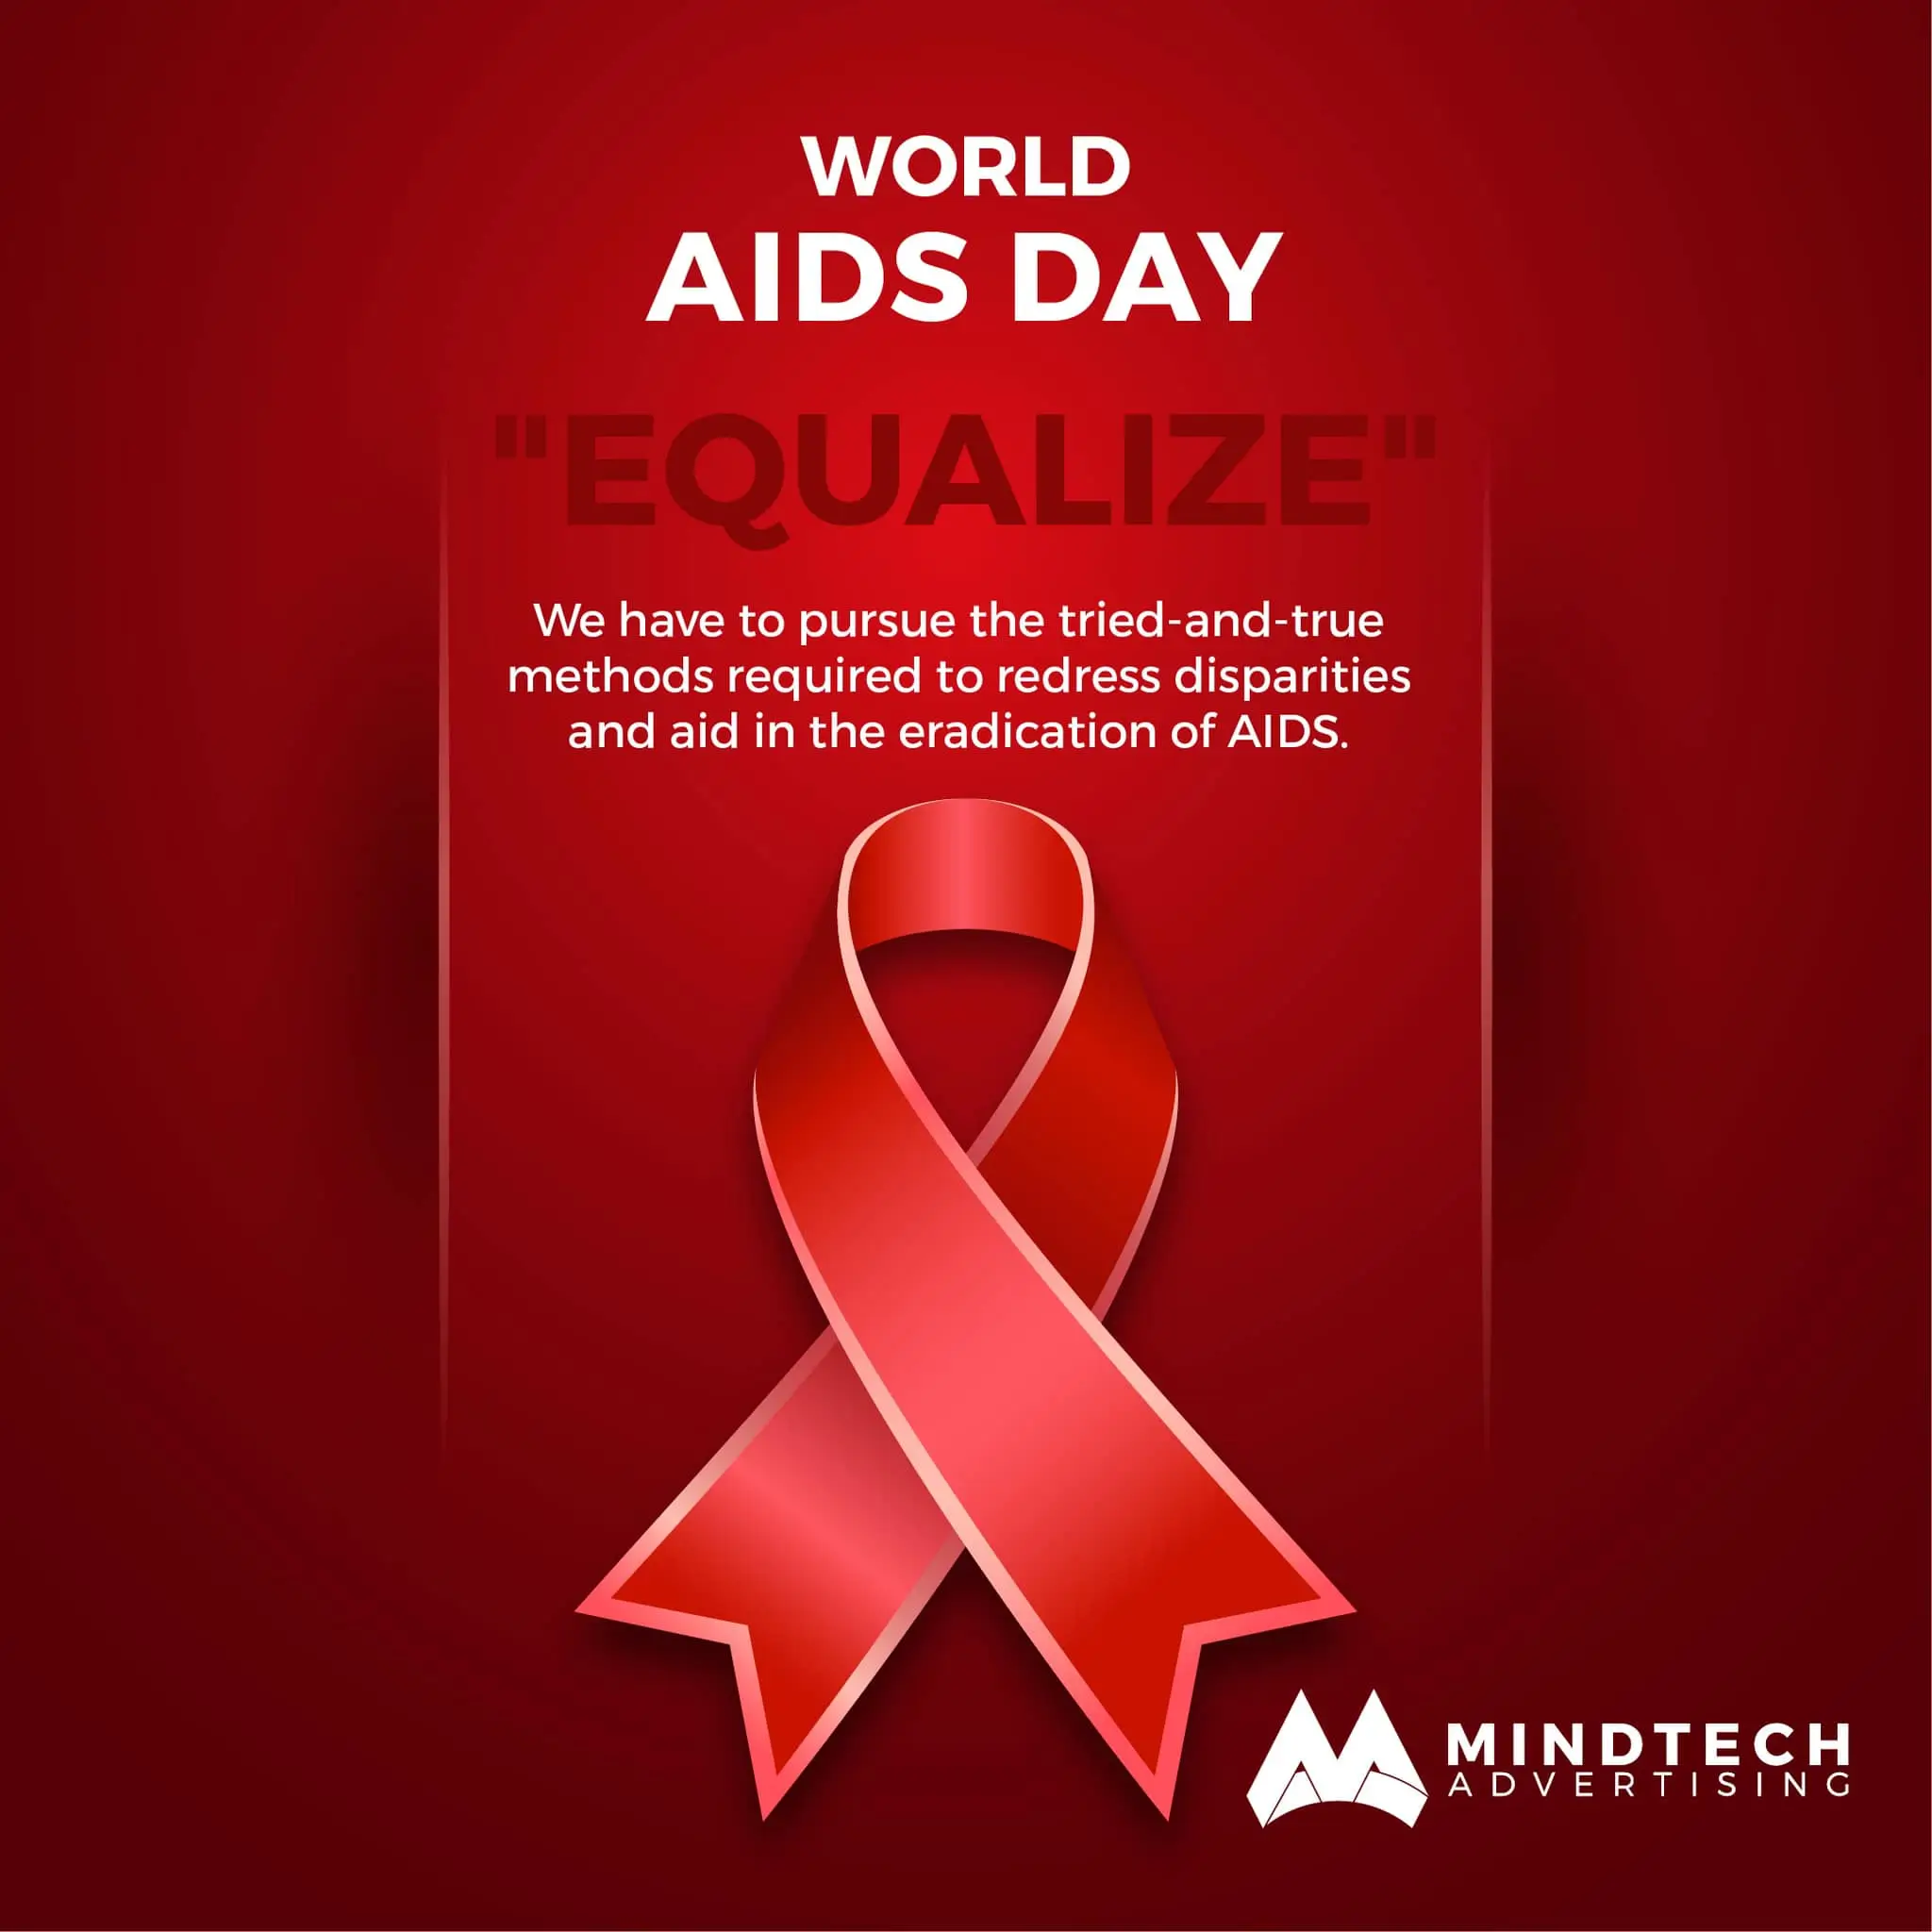 WORLD
AIDS DAY
"EQUALIZE"
We have to pursue the tried-and-true
methods required to redress disparities
and aid in the eradication of AIDS.
MINDTECH
ADVERTISING